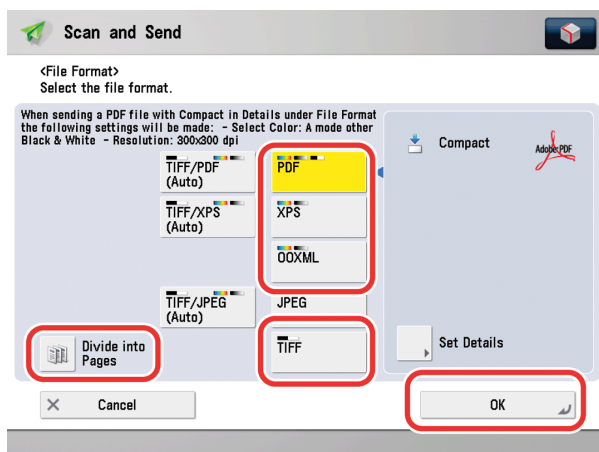 Scan and Send
<File Format>
Select the file format.
When sending a PDF file with Compact in Details under File Format
the following settings will be made: - Select Color: A mode other
Black & White - Resolution: 300x300 dpi
TIFF/PDF
(Auto)
PDF
Compact
Adobe PDF
TIFF/XPS
(Auto)
XPS
OOXML
TIFF/JPEG
(Auto)
JPEG
Divide into
Pages
TIFF
Set Details
Cancel
OK